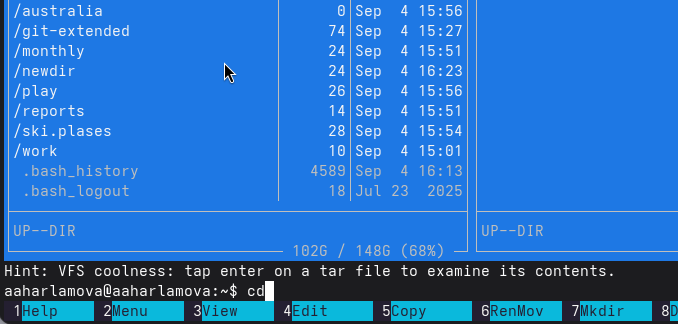 /australia 0 Sep 4 15:56
/git-extended 74 Sep 4 15:27
/monthly 24 Sep 4 15:51
/newdir 24 Sep 4 16:23
/play 26 Sep 4 15:56
/reports 14 Sep 4 15:51
/ski.plases 28 Sep 4 15:54
/work 10 Sep 4 15:01
.bash_history 4589 Sep 4 16:13
.bash_logout 18 Jul 23 2025
UP--DIR UP--DIR
102G / 148G (68%)
Hint: VFS coolness: tap enter on a tar file to examine its contents.
aaharlamova@aaharlamova:~$ cd
1Help 2Menu 3View 4Edit 5Copy 6RenMov 7Mkdir 8